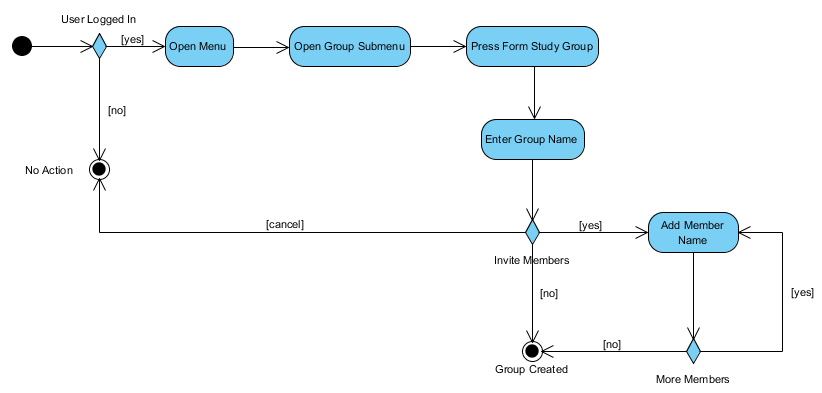 User Logged In
[yes]
Open Menu
Open Group Submenu
Press Form Study Group
[no]
Enter Group Name
No Action
[cancel]
[yes]
Add Member
Name
Invite Members
[no]
[yes]
[no]
Group Created
More Members